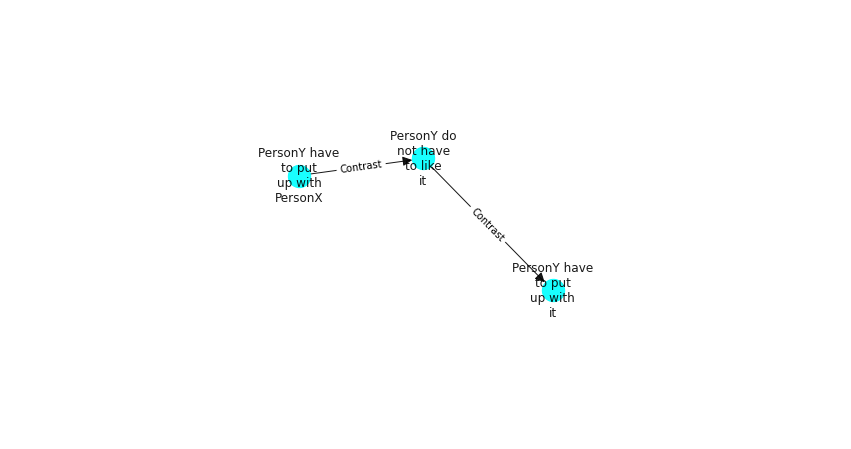 PersonY have
to put
up with
PersonX
Contrast
PersonY do
not have
to like
it
Contrast
PersonY have
to put
up with
it